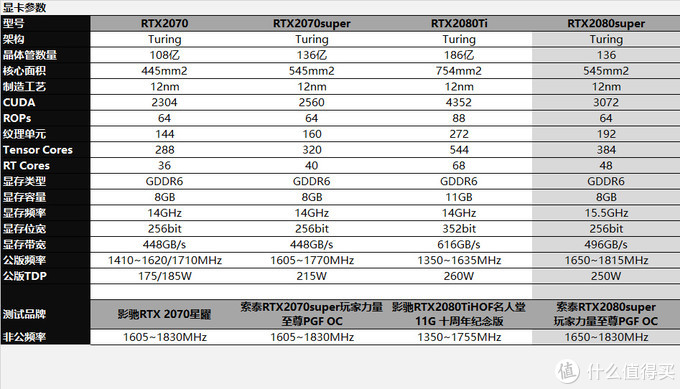 显卡参数
型号 RTX2070 RTX2070super RTX2080Ti RTX2080super
架构 Turing Turing Turing Turing
晶体管数量 108亿 136亿 186亿 136
核心面积 445mm2 545mm2 754mm2 545mm2
制造工艺 12nm 12nm 12nm 12nm
CUDA 2304 2560 4352 3072
ROPs 64 64 88 64
纹理单元 144 160 272 192
Tensor Cores 288 320 544 384
RT Cores 36 40 68 48
显存类型 GDDR6 GDDR6 GDDR6 GDDR6
显存容量 8GB 8GB 11GB 8GB
显存频率 14GHz 14GHz 14GHz 15.5GHz
显存位宽 256bit 256bit 352bit 256bit
显存带宽 448GB/s 448GB/s 616GB/s 496GB/s
公版频率 1410~1620/1710MHz 1605~1770MHz 1350~1635MHz 1650~1815MHz
公版TDP 175/185W 215W 260W 250W
测试品牌 影驰RTX 2070星曜 索泰RTX2070super玩家力量 影驰RTX2080TiHOF名人堂 索泰RTX2080super
至尊PGF OC 11G 十周年纪念版 玩家力量至尊PGF OC
非公频率 1605~1830MHz 1605~1830MHz 1350~1755MHz 1650~1830MHz
值 什么值得买